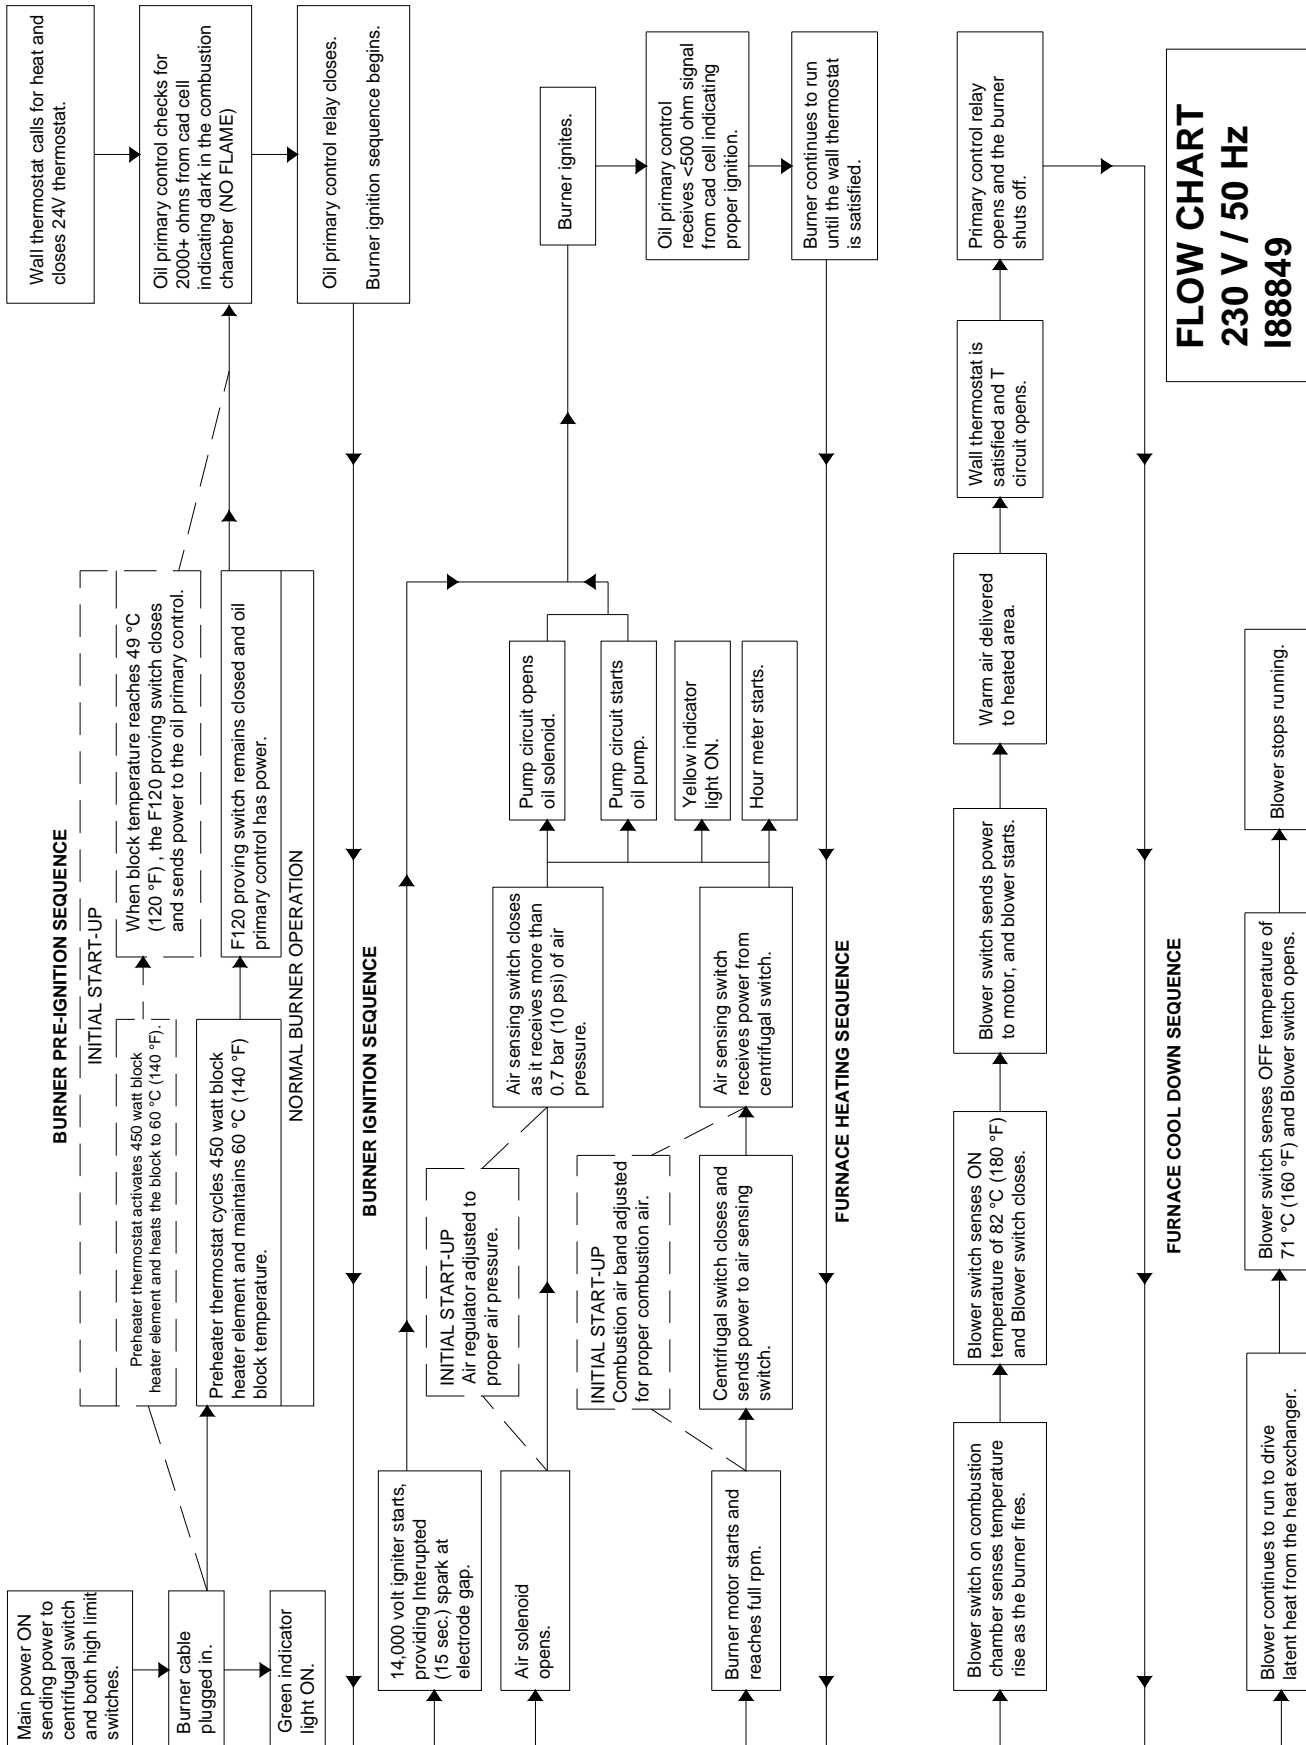 BURNER PRE-IGNITION SEQUENCE
Main power ON
sending power to
centrifugal switch
and both high limit
switches.
Burner cable
plugged in.
Green indicator
light ON.
INITIAL START-UP
Preheater thermostat activates 450 watt block
heater element and heats the block to 60 °C (140 °F).
When block temperature reaches 49 °C
(120 °F) , the F120 proving switch closes
and sends power to the oil primary control.
Preheater thermostat cycles 450 watt block
heater element and maintains 60 °C (140 °F)
block temperature.
F120 proving switch remains closed and oil
primary control has power.
NORMAL BURNER OPERATION
Wall thermostat calls for heat and
closes 24V thermostat.
Oil primary control checks for
2000+ ohms from cad cell
indicating dark in the combustion
chamber (NO FLAME)
Oil primary control relay closes.
Burner ignition sequence begins.
BURNER IGNITION SEQUENCE
14,000 volt igniter starts,
providing Interupted
(15 sec.) spark at
electrode gap.
Air solenoid
opens.
INITIAL START-UP
Air regulator adjusted to
proper air pressure.
Air sensing switch closes
as it receives more than
0.7 bar (10 psi) of air
pressure.
INITIAL START-UP
Combustion air band adjusted
for proper combustion air.
Burner motor starts and
reaches full rpm.
Centrifugal switch closes and
sends power to air sensing
switch.
Air sensing switch
receives power from
centrifugal switch.
Pump circuit opens
oil solenoid.
Pump circuit starts
oil pump.
Yellow indicator
light ON.
Hour meter starts.
Burner ignites.
Oil primary control
receives <500 ohm signal
from cad cell indicating
proper ignition.
Burner continues to run
until the wall thermostat
is satisfied.
FURNACE HEATING SEQUENCE
Blower switch on combustion
chamber senses temperature
rise as the burner fires.
Blower switch senses ON
temperature of 82 °C (180 °F)
and Blower switch closes.
Blower switch sends power
to motor, and blower starts.
Warm air delivered
to heated area.
Wall thermostat is
satisfied and T
circuit opens.
Primary control relay
opens and the burner
shuts off.
FURNACE COOL DOWN SEQUENCE
Blower continues to run to drive
latent heat from the heat exchanger.
Blower switch senses OFF temperature of
71 °C (160 °F) and Blower switch opens.
Blower stops running.
FLOW CHART
230 V / 50 Hz
I88849